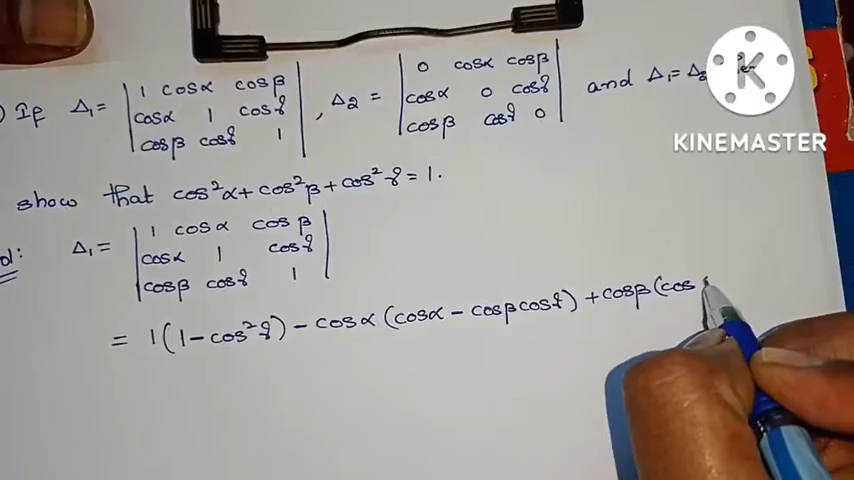 ) If Δ₁ = | 1 cosα cosβ | , Δ₂ = | 0 cosα cosβ | and Δ₁ = Δ₂
| cosα 1 cosγ | | cosα 0 cosγ |
| cosβ cosγ 1 | | cosβ cosγ 0 |
show that cos²α + cos²β + cos²γ = 1.
Δ₁ = | 1 cosα cosβ |
| cosα 1 cosγ |
| cosβ cosγ 1 |
= 1(1 - cos²γ) - cosα (cosα - cosβ cosγ) + cosβ (cos
K
KINEMASTER